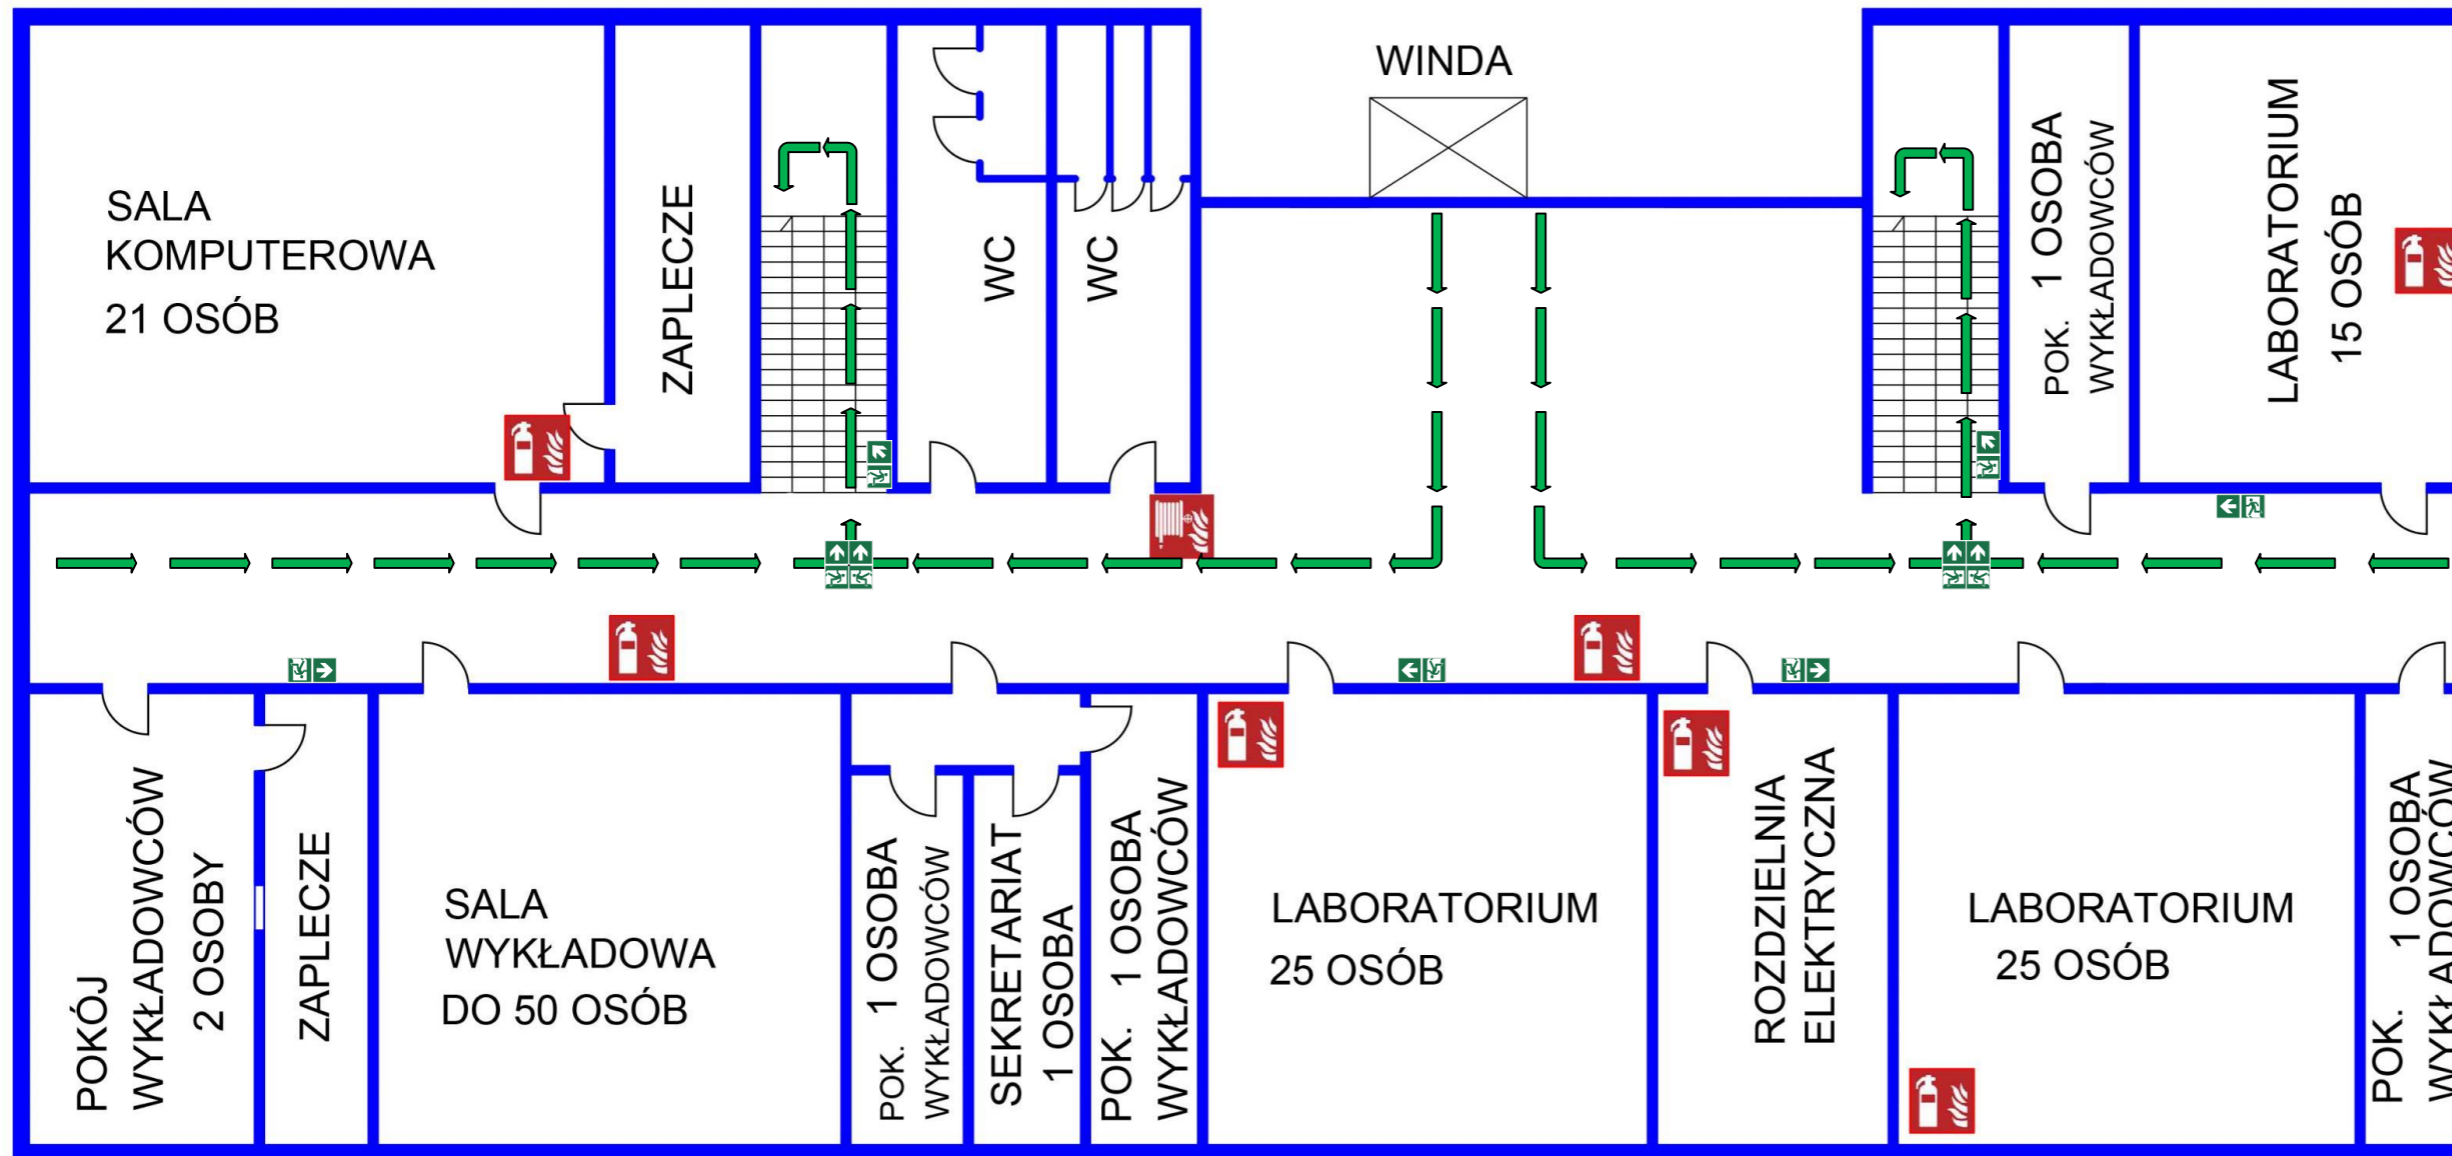 WINDA
SALA
KOMPUTEROWA
21 OSÓB
ZAPLECZE
WC
WC
POK. 1 OSOBA
WYKŁADOWCÓW
LABORATORIUM
15 OSÓB
POKÓJ
WYKŁADOWCÓW
2 OSOBY
ZAPLECZE
SALA
WYKŁADOWA
DO 50 OSÓB
POK. 1 OSOBA
WYKŁADOWCÓW
SEKRETARIAT
1 OSOBA
POK. 1 OSOBA
WYKŁADOWCÓW
LABORATORIUM
25 OSÓB
ROZDZIELNIA
ELEKTRYCZNA
LABORATORIUM
25 OSÓB
POK. 1 OSOBA
WYKŁADOWCÓW